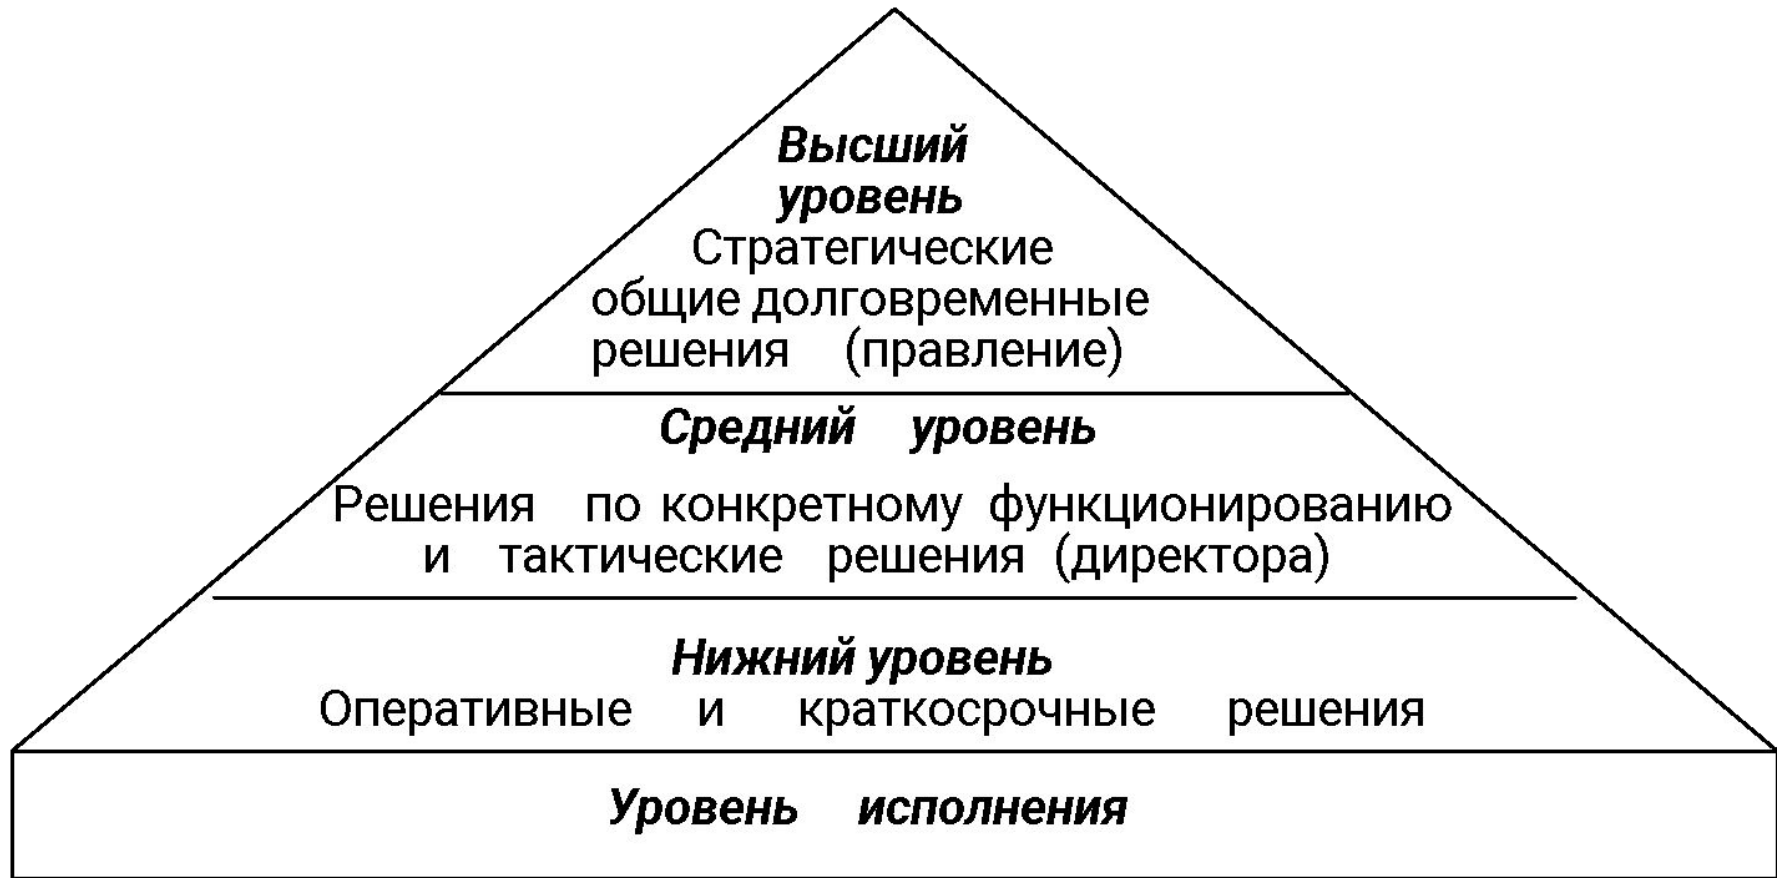 Высший
уровень
Стратегические
общие долговременные
решения (правление)
Средний уровень
Решения по конкретному функционированию
и тактические решения (директора)
Нижний уровень
Оперативные и краткосрочные решения
Уровень исполнения